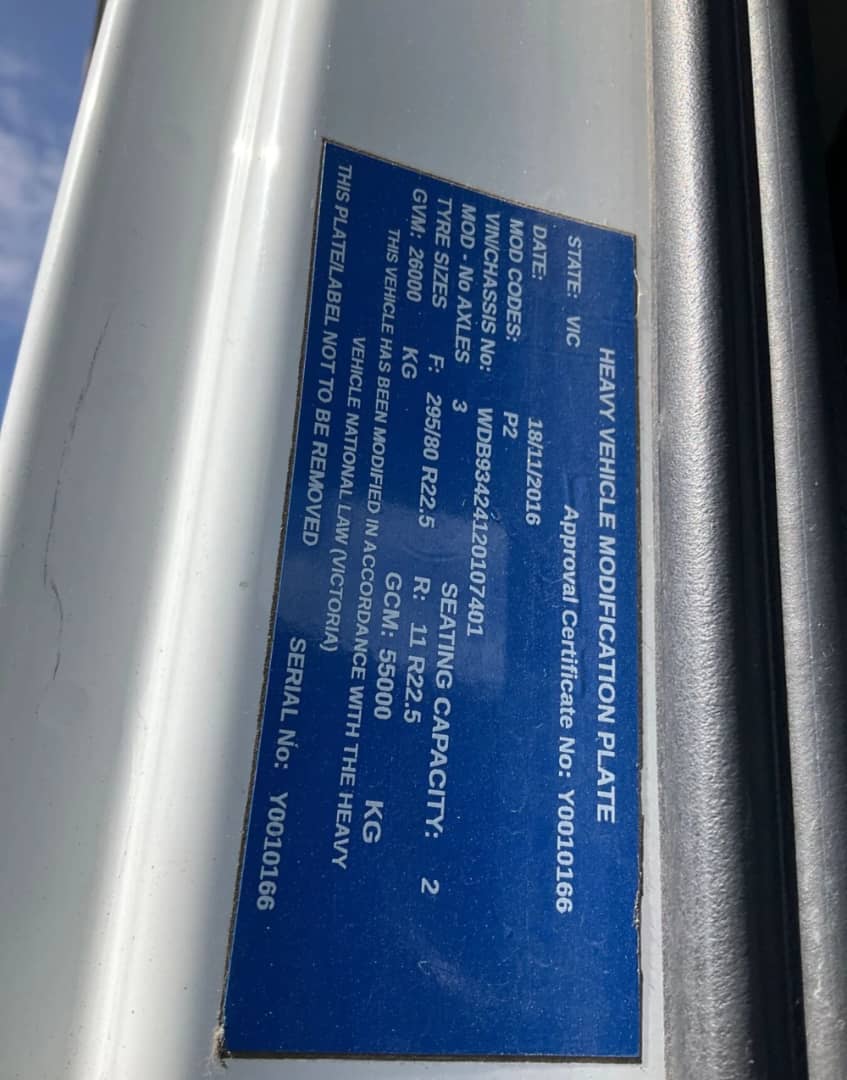 HEAVY VEHICLE MODIFICATION PLATE
STATE: VIC Approval Certificate No: Y0010166
DATE: 18/11/2016
MOD CODES: P2
VIN/CHASSIS No: WDB93424120107401
MOD - No AXLES 3 SEATING CAPACITY: 2
TYRE SIZES F: 295/80 R22.5 R: 11 R22.5
GVM: 26000 KG GCM: 55000 KG
THIS VEHICLE HAS BEEN MODIFIED IN ACCORDANCE WITH THE HEAVY
VEHICLE NATIONAL LAW (VICTORIA)
THIS PLATE/LABEL NOT TO BE REMOVED SERIAL No: Y0010166